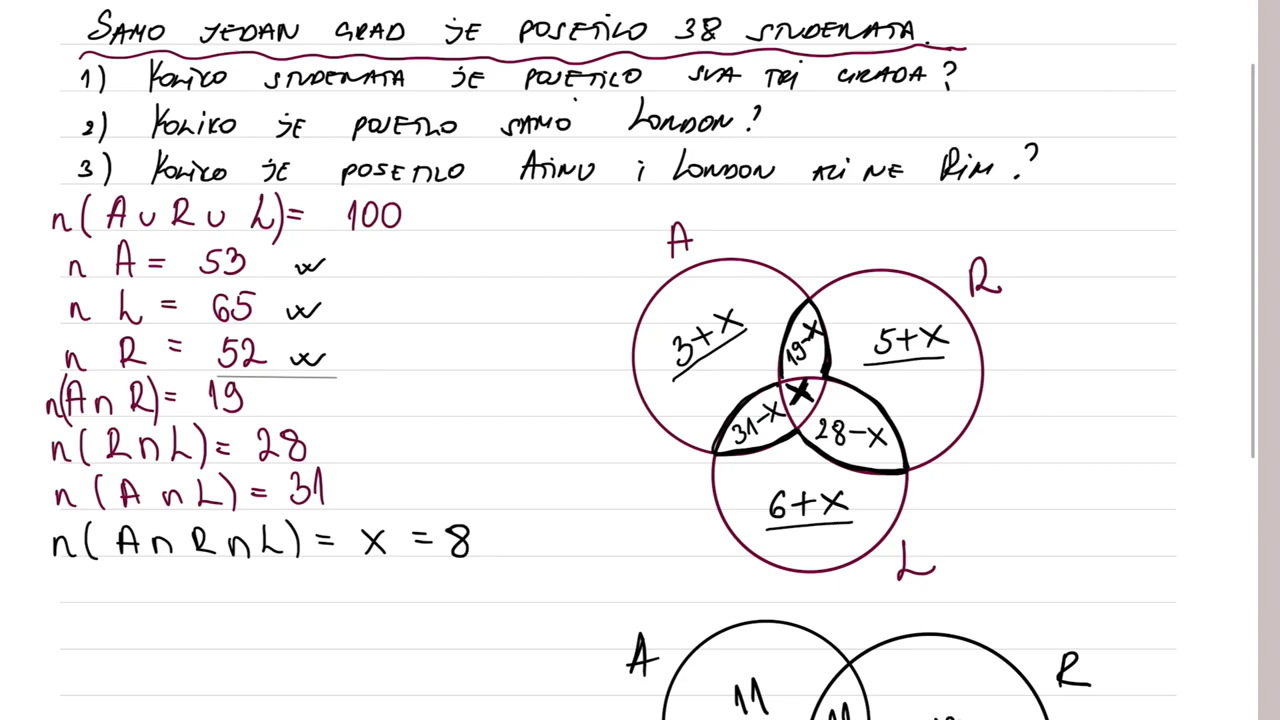 SAMO JEDAN GRAD JE POSETILO 38 STUDENATA.
1) KOLIKO STUDENATA JE POSETILO SVA TRI GRADA?
2) KOLIKO JE POSETILO SAMO LONDON?
3) KOLIKO JE POSETILO ATINU I LONDON ALI NE RIM?
n(A ∪ R ∪ L) = 100
n A = 53
n L = 65
n R = 52
n(A ∩ R) = 19
n(R ∩ L) = 28
n(A ∩ L) = 31
n(A ∩ R ∩ L) = X = 8
A
R
3+X
19-X
5+X
X
31-X
28-X
6+X
L
A
R
11
11